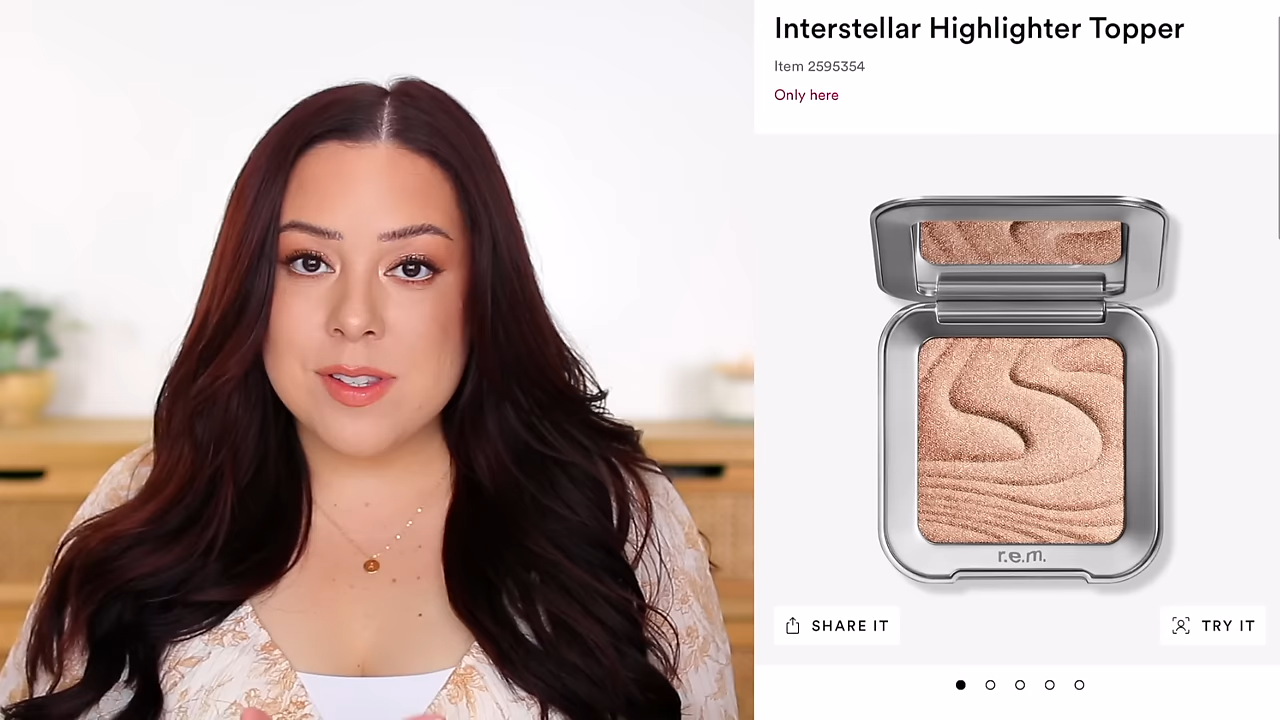 Interstellar Highlighter Topper
Item 2595354
Only here
r.e.m.
SHARE IT
TRY IT